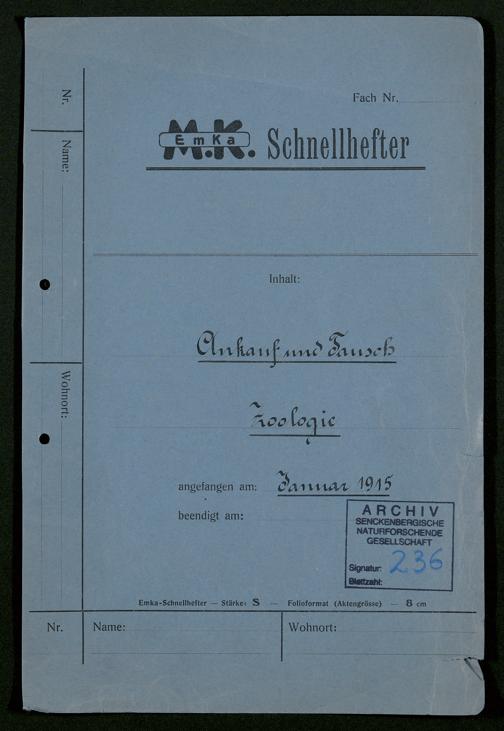 Fach Nr.
M.K. EmKa Schnellhefter
Inhalt:
Ankauf und Tausch
Zoologie
angefangen am: Januar 1915
beendigt am:
ARCHIV
SENCKENBERGISCHE
NATURFORSCHENDE
GESELLSCHAFT
Signatur: 236
Blattzahl:
Emka-Schnellhefter — Stärke: S — Folioformat (Aktengrösse) — 8 cm
Nr. Name: Wohnort:
Nr.
Name:
Wohnort: